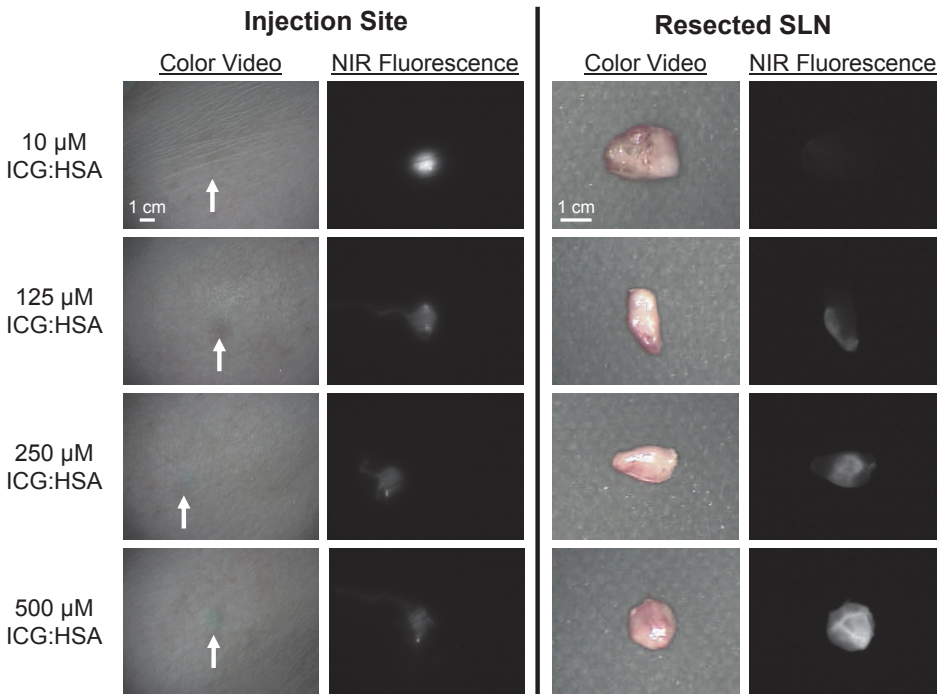 Injection Site
Resected SLN
Color Video
NIR Fluorescence
Color Video
NIR Fluorescence
10 µM
ICG:HSA
1 cm
1 cm
125 µM
ICG:HSA
250 µM
ICG:HSA
500 µM
ICG:HSA